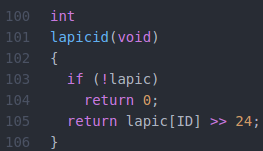 100 int
101 lapicid(void)
102 {
103   if (!lapic)
104     return 0;
105   return lapic[ID] >> 24;
106 }